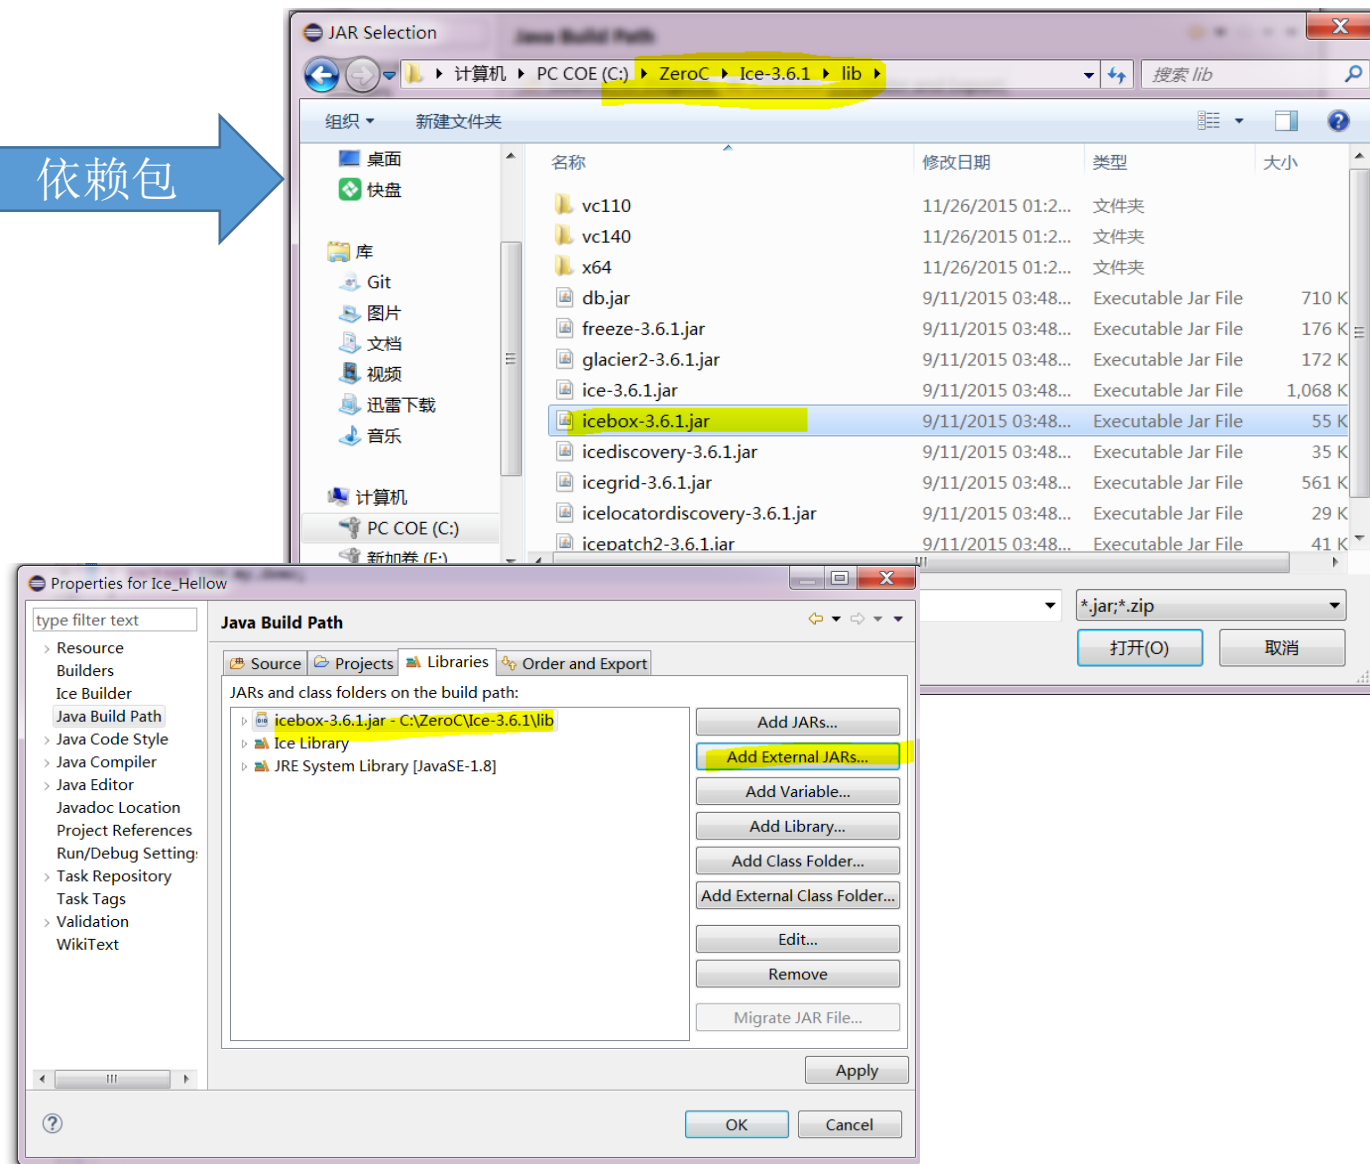 JAR Selection
Java Build Path
计算机 PC COE (C:) ZeroC Ice-3.6.1 lib
搜索 lib
组织 新建文件夹
依赖包
桌面
快盘
库
Git
图片
文档
视频
迅雷下载
音乐
计算机
PC COE (C:)
新加卷 (E:)
名称 修改日期 类型 大小
vc110 11/26/2015 01:2... 文件夹
vc140 11/26/2015 01:2... 文件夹
x64 11/26/2015 01:2... 文件夹
db.jar 9/11/2015 03:48... Executable Jar File 710 K
freeze-3.6.1.jar 9/11/2015 03:48... Executable Jar File 176 K
glacier2-3.6.1.jar 9/11/2015 03:48... Executable Jar File 172 K
ice-3.6.1.jar 9/11/2015 03:48... Executable Jar File 1,068 K
icebox-3.6.1.jar 9/11/2015 03:48... Executable Jar File 55 K
icediscovery-3.6.1.jar 9/11/2015 03:48... Executable Jar File 35 K
icegrid-3.6.1.jar 9/11/2015 03:48... Executable Jar File 561 K
icelocatordiscovery-3.6.1.jar 9/11/2015 03:48... Executable Jar File 29 K
icepatch2-3.6.1.jar 9/11/2015 03:48... Executable Jar File 41 K
*.jar;*.zip
打开(O) 取消
Properties for Ice_Hellow
type filter text
Resource
Builders
Ice Builder
Java Build Path
Java Code Style
Java Compiler
Java Editor
Javadoc Location
Project References
Run/Debug Setting
Task Repository
Task Tags
Validation
WikiText
Java Build Path
Source Projects Libraries Order and Export
JARs and class folders on the build path:
icebox-3.6.1.jar - C:\ZeroC\Ice-3.6.1\lib
Ice Library
JRE System Library [JavaSE-1.8]
Add JARs...
Add External JARs...
Add Variable...
Add Library...
Add Class Folder...
Add External Class Folder...
Edit...
Remove
Migrate JAR File...
Apply
OK Cancel